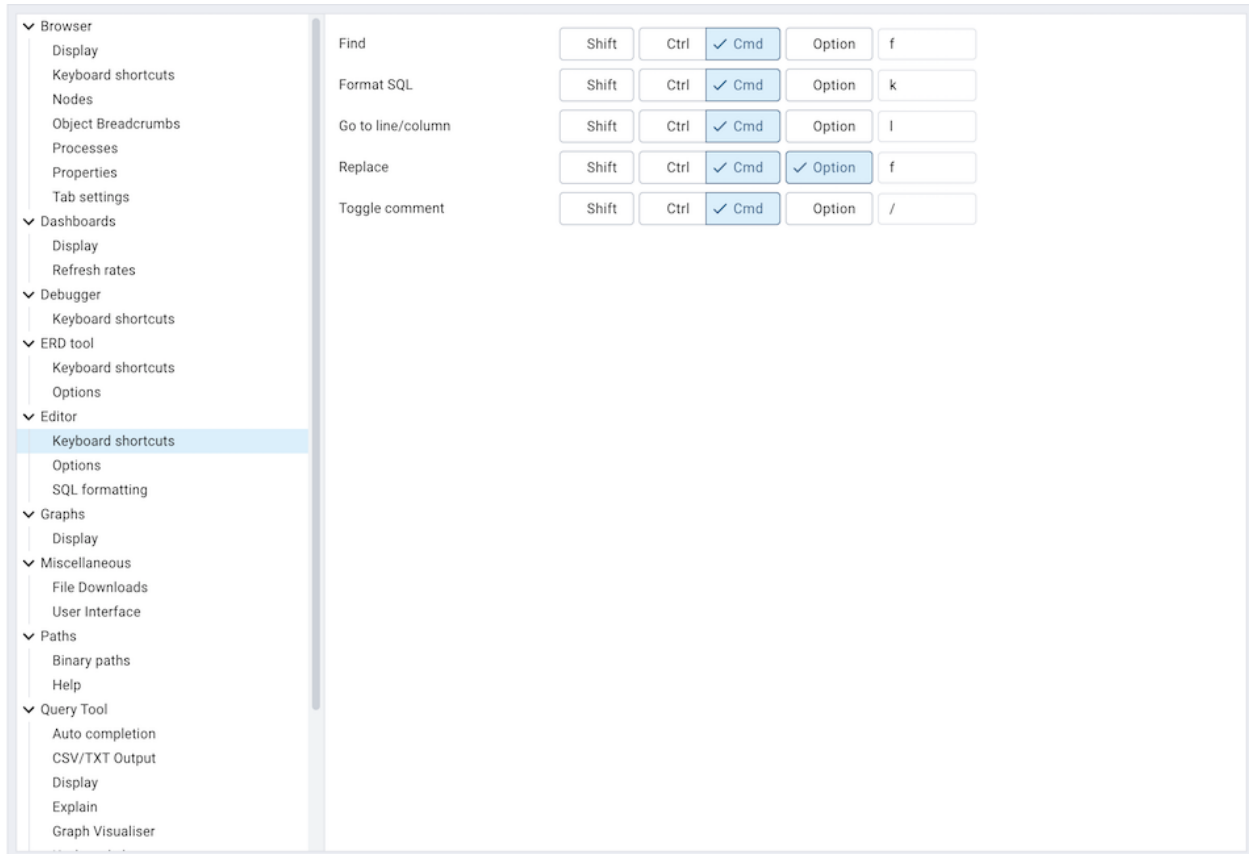 Browser
Display
Keyboard shortcuts
Nodes
Object Breadcrumbs
Processes
Properties
Tab settings
Dashboards
Display
Refresh rates
Debugger
Keyboard shortcuts
ERD tool
Keyboard shortcuts
Options
Editor
Keyboard shortcuts
Options
SQL formatting
Graphs
Display
Miscellaneous
File Downloads
User Interface
Paths
Binary paths
Help
Query Tool
Auto completion
CSV/TXT Output
Display
Explain
Graph Visualiser
Find Shift Ctrl Cmd Option f
Format SQL Shift Ctrl Cmd Option k
Go to line/column Shift Ctrl Cmd Option l
Replace Shift Ctrl Cmd Option f
Toggle comment Shift Ctrl Cmd Option /